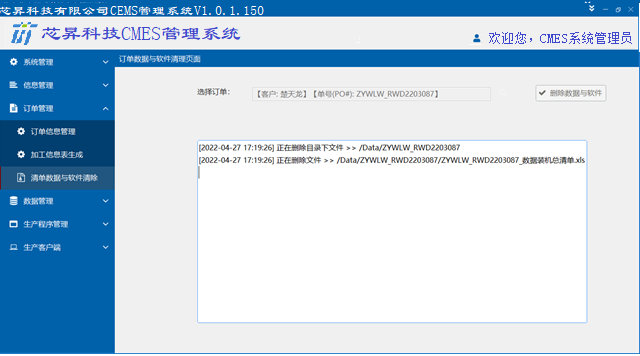 芯昇科技有限公司CEMS管理系统V1.0.1.150
芯昇科技CMES管理系统
欢迎您，CMES系统管理员
系统管理
信息管理
订单管理
订单信息管理
加工信息表生成
清单数据与软件清除
数据管理
生产程序管理
生产客户端
订单数据与软件清理页面
选择订单：
【客户: 楚天龙】【单号(PO#): ZYWLW_RWD2203087】
删除数据与软件
[2022-04-27 17:19:26] 正在删除目录下文件 >> /Data/ZYWLW_RWD2203087
[2022-04-27 17:19:26] 正在删除文件 >> /Data/ZYWLW_RWD2203087/ZYWLW_RWD2203087_数据装机总清单.xls